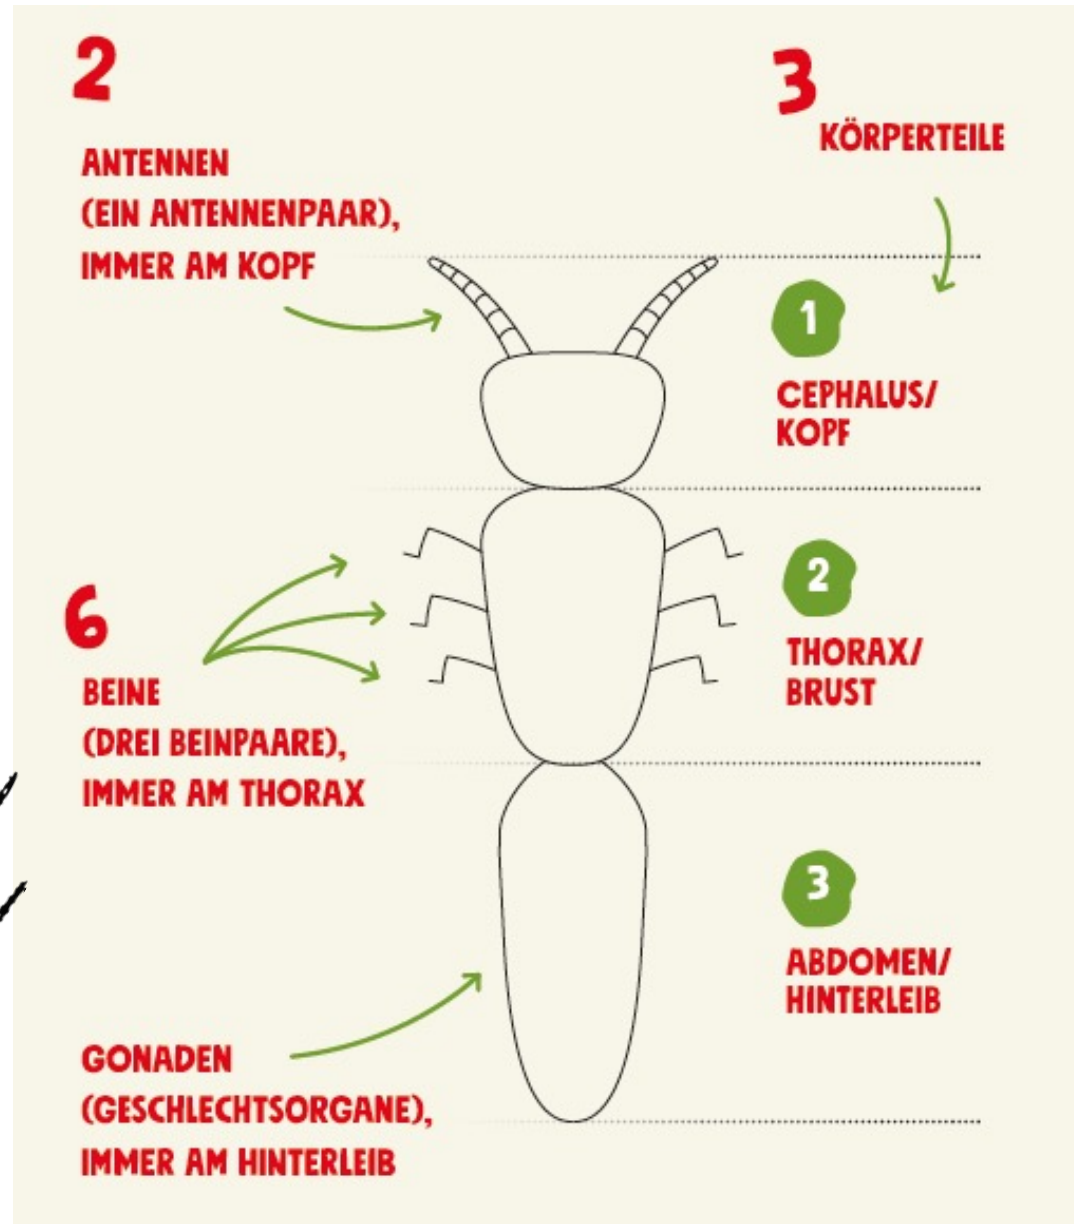 2
ANTENNEN
(EIN ANTENNENPAAR),
IMMER AM KOPF
3
KÖRPERTEILE
1
CEPHALUS/
KOPF
6
BEINE
(DREI BEINPAARE),
IMMER AM THORAX
2
THORAX/
BRUST
GONADEN
(GESCHLECHTSORGANE),
IMMER AM HINTERLEIB
3
ABDOMEN/
HINTERLEIB